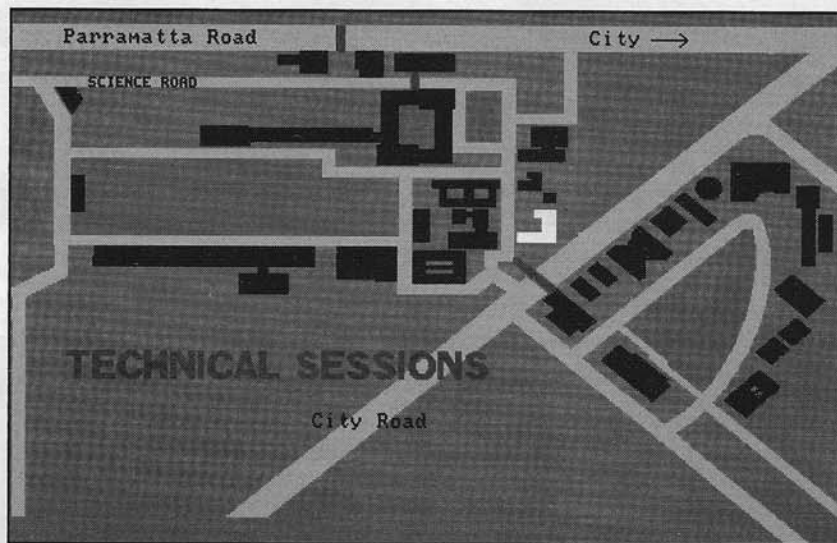 Parramatta Road
City →
SCIENCE ROAD
TECHNICAL SESSIONS
City Road